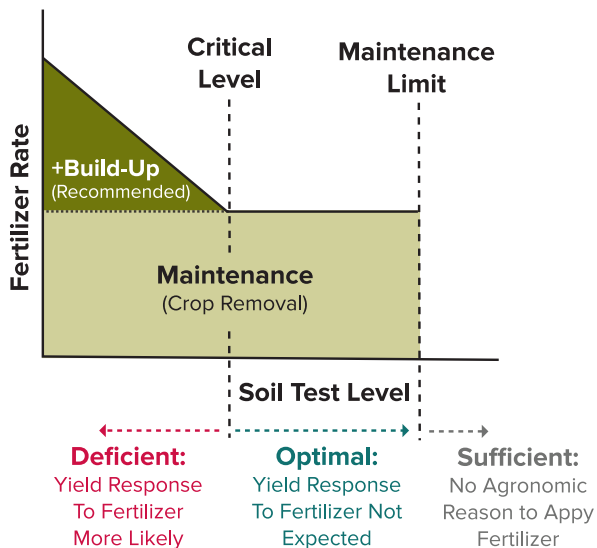 Critical
Level
Maintenance
Limit
Fertilizer Rate
+Build-Up
(Recommended)
Maintenance
(Crop Removal)
Soil Test Level
Deficient:
Yield Response
To Fertilizer
More Likely
Optimal:
Yield Response
To Fertilizer Not
Expected
Sufficient:
No Agronomic
Reason to Appy
Fertilizer